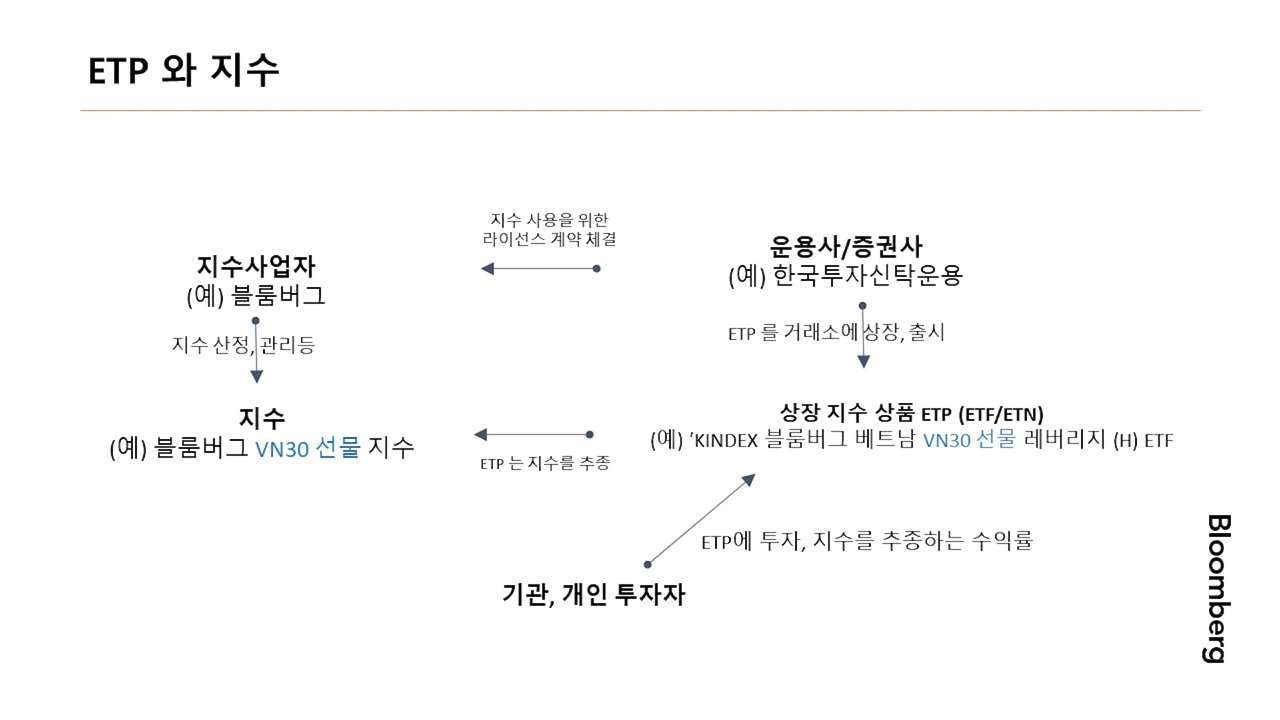 ETP 와 지수
지수 사용을 위한
라이선스 계약 체결
지수사업자
(예) 블룸버그
운용사/증권사
(예) 한국투자신탁운용
지수 산정, 관리등
ETP 를 거래소에 상장, 출시
지수
(예) 블룸버그 VN30 선물 지수
상장 지수 상품 ETP (ETF/ETN)
(예) ’KINDEX 블룸버그 베트남 VN30 선물 레버리지 (H) ETF
ETP 는 지수를 추종
ETP에 투자, 지수를 추종하는 수익률
기관, 개인 투자자
Bloomberg